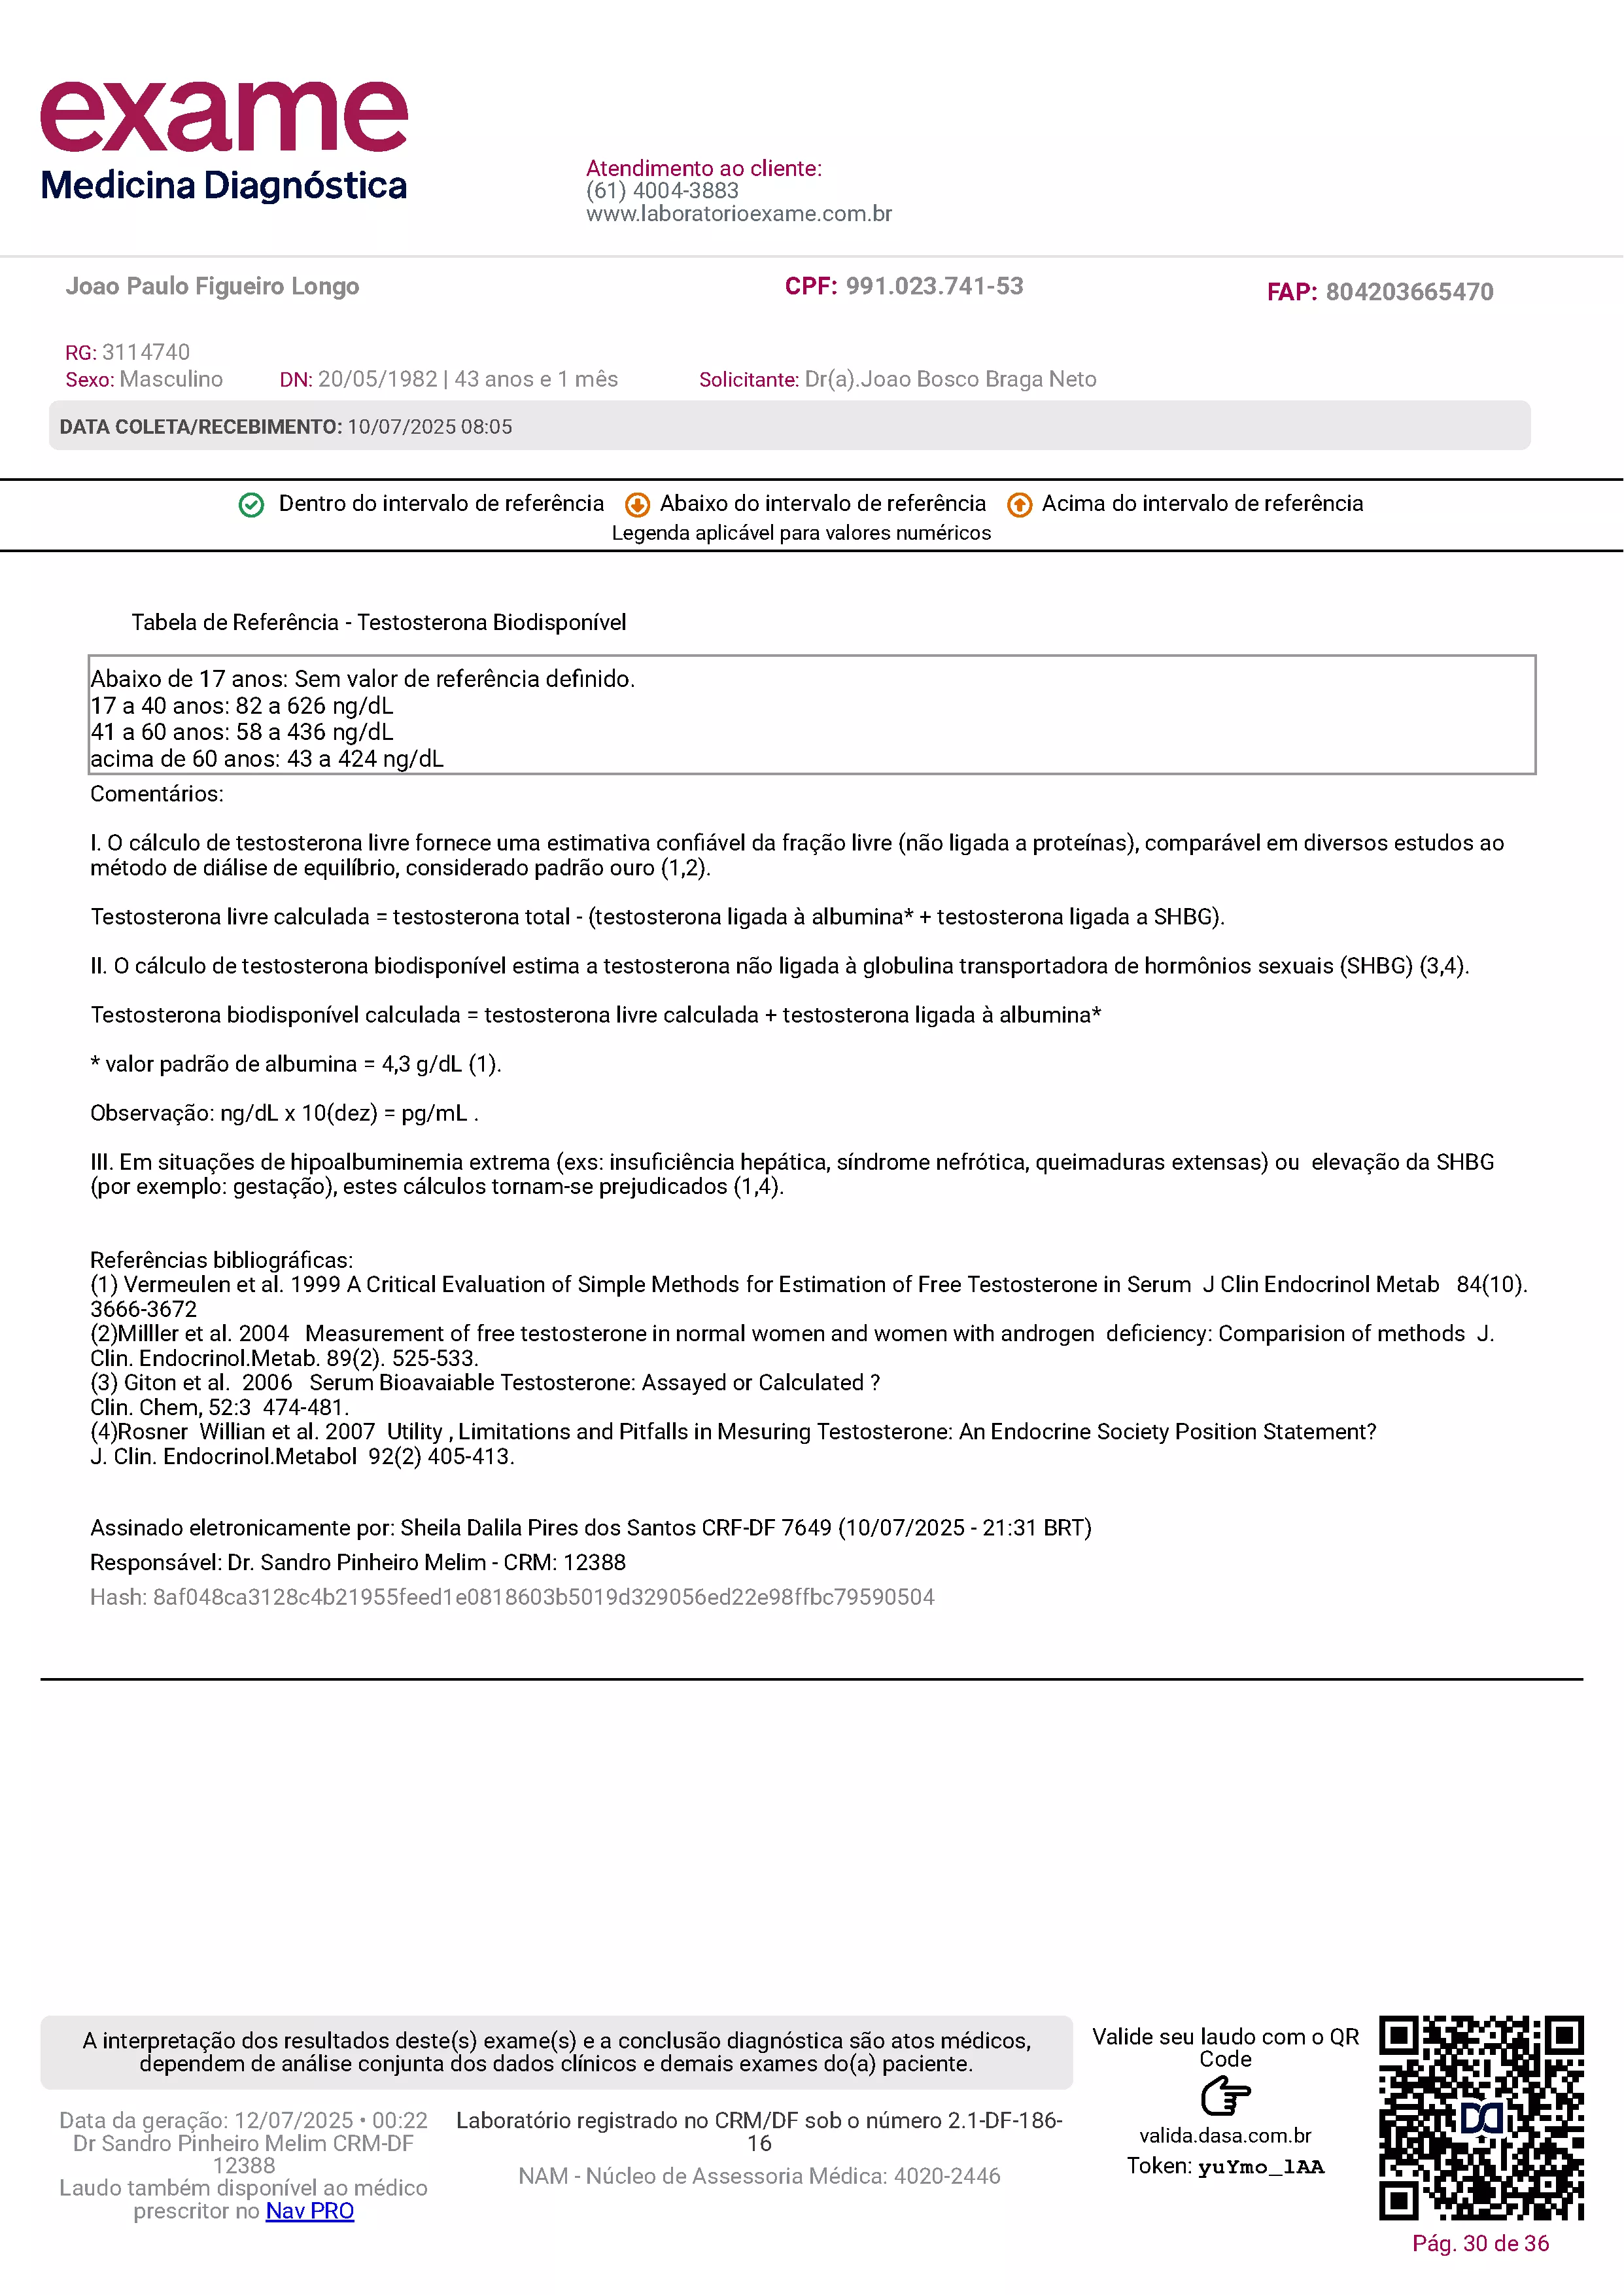 exame
Medicina Diagnóstica
Atendimento ao cliente:
(61) 4004-3883
www.laboratorioexame.com.br
Joao Paulo Figueiro Longo
CPF: 991.023.741-53
FAP: 804203665470
RG: 3114740
Sexo: Masculino DN: 20/05/1982 | 43 anos e 1 mês Solicitante: Dr(a).Joao Bosco Braga Neto
DATA COLETA/RECEBIMENTO: 10/07/2025 08:05
Dentro do intervalo de referência Abaixo do intervalo de referência Acima do intervalo de referência
Legenda aplicável para valores numéricos
Tabela de Referência - Testosterona Biodisponível
Abaixo de 17 anos: Sem valor de referência definido.
17 a 40 anos: 82 a 626 ng/dL
41 a 60 anos: 58 a 436 ng/dL
acima de 60 anos: 43 a 424 ng/dL
Comentários:
I. O cálculo de testosterona livre fornece uma estimativa confiável da fração livre (não ligada a proteínas), comparável em diversos estudos ao
método de diálise de equilíbrio, considerado padrão ouro (1,2).
Testosterona livre calculada = testosterona total - (testosterona ligada à albumina* + testosterona ligada a SHBG).
II. O cálculo de testosterona biodisponível estima a testosterona não ligada à globulina transportadora de hormônios sexuais (SHBG) (3,4).
Testosterona biodisponível calculada = testosterona livre calculada + testosterona ligada à albumina*
* valor padrão de albumina = 4,3 g/dL (1).
Observação: ng/dL x 10(dez) = pg/mL .
III. Em situações de hipoalbuminemia extrema (exs: insuficiência hepática, síndrome nefrótica, queimaduras extensas) ou elevação da SHBG
(por exemplo: gestação), estes cálculos tornam-se prejudicados (1,4).
Referências bibliográficas:
(1) Vermeulen et al. 1999 A Critical Evaluation of Simple Methods for Estimation of Free Testosterone in Serum J Clin Endocrinol Metab 84(10).
3666-3672
(2)Milller et al. 2004 Measurement of free testosterone in normal women and women with androgen deficiency: Comparision of methods J.
Clin. Endocrinol.Metab. 89(2). 525-533.
(3) Giton et al. 2006 Serum Bioavaiable Testosterone: Assayed or Calculated ?
Clin. Chem, 52:3 474-481.
(4)Rosner Willian et al. 2007 Utility , Limitations and Pitfalls in Mesuring Testosterone: An Endocrine Society Position Statement?
J. Clin. Endocrinol.Metabol 92(2) 405-413.
Assinado eletronicamente por: Sheila Dalila Pires dos Santos CRF-DF 7649 (10/07/2025 - 21:31 BRT)
Responsável: Dr. Sandro Pinheiro Melim - CRM: 12388
Hash: 8af048ca3128c4b21955feed1e0818603b5019d329056ed22e98ffbc79590504
A interpretação dos resultados deste(s) exame(s) e a conclusão diagnóstica são atos médicos,
dependem de análise conjunta dos dados clínicos e demais exames do(a) paciente.
Data da geração: 12/07/2025 • 00:22
Dr Sandro Pinheiro Melim CRM-DF
12388
Laudo também disponível ao médico
prescritor no Nav PRO
Laboratório registrado no CRM/DF sob o número 2.1-DF-186-
16
NAM - Núcleo de Assessoria Médica: 4020-2446
Valide seu laudo com o QR
Code
valida.dasa.com.br
Token: yuYmo_lAA
Pág. 30 de 36